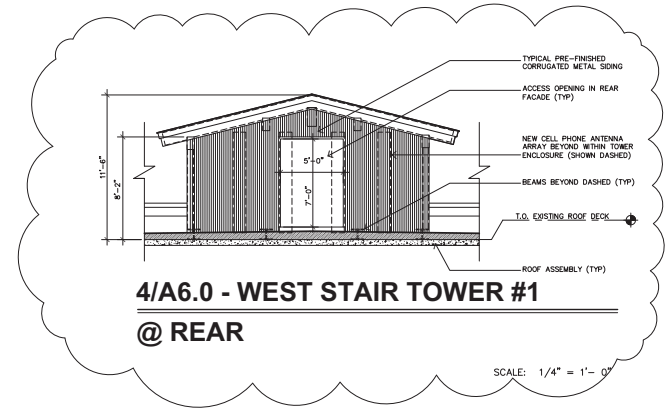 TYPICAL PRE-FINISHED
CORRUGATED METAL SIDING
ACCESS OPENING IN REAR
FACADE (TYP)
NEW CELL PHONE ANTENNA
ARRAY BEYOND WITHIN TOWER
ENCLOSURE (SHOWN DASHED)
BEAMS BEYOND DASHED (TYP)
T.O. EXISTING ROOF DECK
ROOF ASSEMBLY (TYP)
11'-6"
8'-2"
5'-0"
7'-0"
4/A6.0 - WEST STAIR TOWER #1
@ REAR
SCALE: 1/4" = 1'- 0"